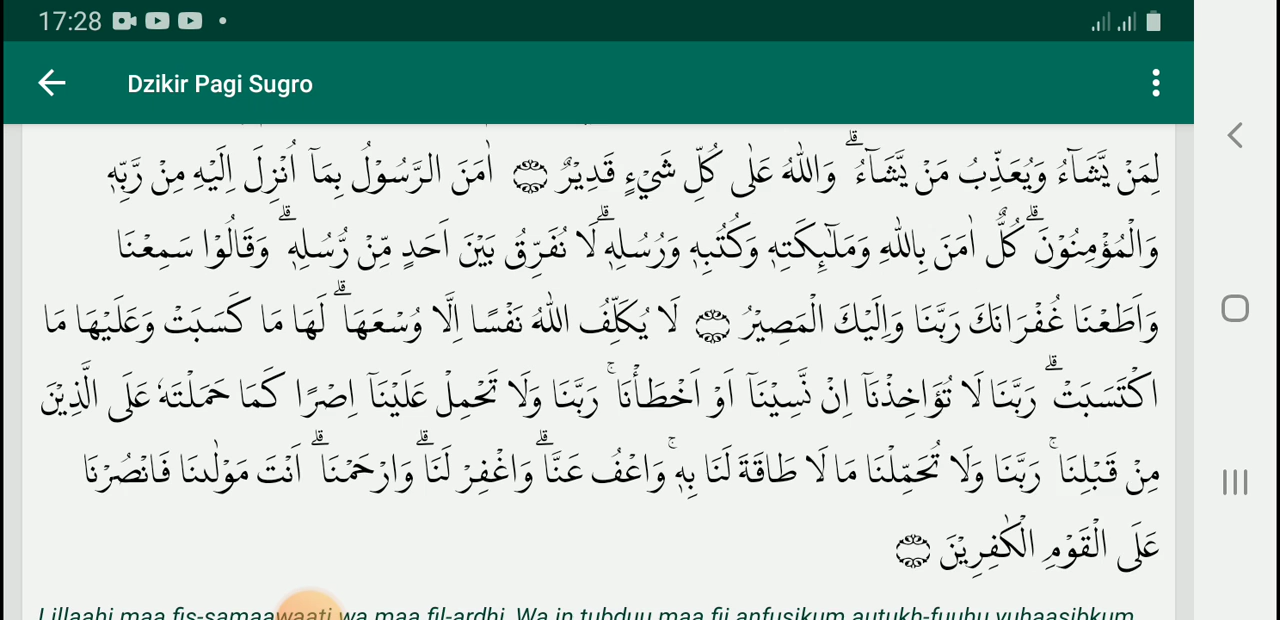 17:28
Dzikir Pagi Sugro
لِمَنْ يَّشَاۤءُ وَيُعَذِّبُ مَنْ يَّشَاۤءُ ۗ وَاللّٰهُ عَلٰى كُلِّ شَيْءٍ قَدِيْرٌ ۝ اٰمَنَ الرَّسُوْلُ بِمَآ اُنْزِلَ اِلَيْهِ مِنْ رَّبِّهٖ
وَالْمُؤْمِنُوْنَ ۗ كُلٌّ اٰمَنَ بِاللّٰهِ وَمَلٰۤىِٕكَتِهٖ وَكُتُبِهٖ وَرُسُلِهٖ ۗ لَا نُفَرِّقُ بَيْنَ اَحَدٍ مِّنْ رُّسُلِهٖ ۗ وَقَالُوْا سَمِعْنَا
وَاَطَعْنَا غُفْرَانَكَ رَبَّنَا وَاِلَيْكَ الْمَصِيْرُ ۝ لَا يُكَلِّفُ اللّٰهُ نَفْسًا اِلَّا وُسْعَهَا ۗ لَهَا مَا كَسَبَتْ وَعَلَيْهَا مَا
اكْتَسَبَتْ ۗ رَبَّنَا لَا تُؤَاخِذْنَآ اِنْ نَّسِيْنَآ اَوْ اَخْطَأْنَا ۚ رَبَّنَا وَلَا تَحْمِلْ عَلَيْنَآ اِصْرًا كَمَا حَمَلْتَهٗ عَلَى الَّذِيْنَ
مِنْ قَبْلِنَا ۚ رَبَّنَا وَلَا تُحَمِّلْنَا مَا لَا طَاقَةَ لَنَا بِهٖ ۚ وَاعْفُ عَنَّا ۗ وَاغْفِرْ لَنَا ۗ وَارْحَمْنَا ۗ اَنْتَ مَوْلٰىنَا فَانْصُرْنَا
عَلَى الْقَوْمِ الْكٰفِرِيْنَ ۝
Lillaahi maa fis-samaawaati wa maa fil-ardhi. Wa in tubduu maa fii anfusikum autukh-fuuhu yuhaasibkum